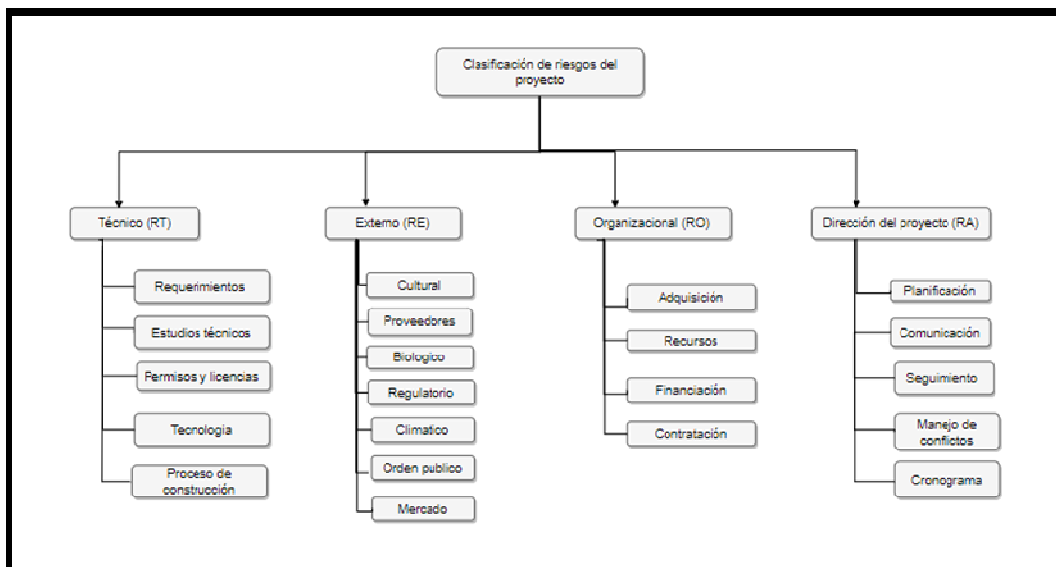 Clasificación de riesgos del
proyecto
Técnico (RT)
Requerimientos
Estudios técnicos
Permisos y licencias
Tecnología
Proceso de
construcción
Externo (RE)
Cultural
Proveedores
Biologico
Regulatorio
Climatico
Orden publico
Mercado
Organizacional (RO)
Adquisición
Recursos
Financiación
Contratación
Dirección del proyecto (RA)
Planificación
Comunicación
Seguimiento
Manejo de
conflictos
Cronograma